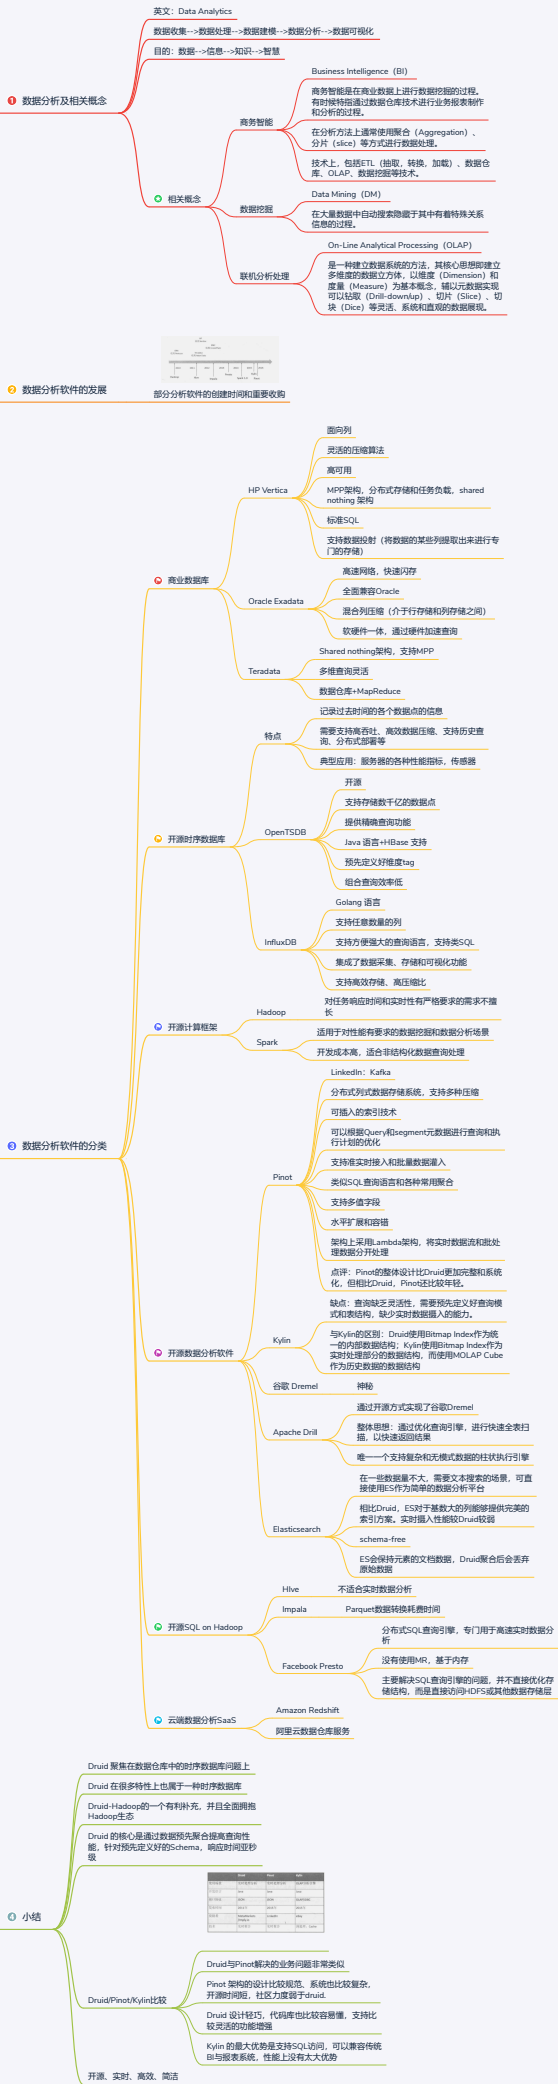 英文：Data Analytics
数据收集-->数据处理-->数据建模-->数据分析-->数据可视化
目的：数据-->信息-->知识-->智慧
1 数据分析及相关概念
Business Intelligence（BI）
商务智能是在商业数据上进行数据挖掘的过程。
有时候特指通过数据仓库技术进行业务报表制作
和分析的过程。
商务智能
在分析方法上通常使用聚合（Aggregation）、
分片（slice）等方式进行数据处理。
技术上，包括ETL（抽取，转换，加载）、数据仓
库、OLAP、数据挖掘等技术。
相关概念
Data Mining（DM）
数据挖掘
在大量数据中自动搜索隐藏于其中有着特殊关系
信息的过程。
On-Line Analytical Processing（OLAP）
联机分析处理
是一种建立数据系统的方法，其核心思想即建立
多维度的数据立方体，以维度（Dimension）和
度量（Measure）为基本概念，辅以元数据实现
可以钻取（Drill-down/up）、切片（Slice）、切
块（Dice）等灵活、系统和直观的数据展现。
2 数据分析软件的发展
部分分析软件的创建时间和重要收购
面向列
灵活的压缩算法
高可用
HP Vertica
MPP架构，分布式存储和任务负载，shared
nothing 架构
标准SQL
支持数据投射（将数据的某些列提取出来进行专
门的存储）
商业数据库
高速网络，快速闪存
全面兼容Oracle
Oracle Exadata
混合列压缩（介于行存储和列存储之间）
软硬件一体，通过硬件加速查询
Shared nothing架构，支持MPP
Teradata
多维查询灵活
数据仓库+MapReduce
记录过去时间的各个数据点的信息
特点
需要支持高吞吐、高效数据压缩、支持历史查
询、分布式部署等
典型应用：服务器的各种性能指标，传感器
开源
支持存储数千亿的数据点
提供精确查询功能
开源时序数据库
OpenTSDB
Java 语言+HBase 支持
预先定义好维度tag
组合查询效率低
Golang 语言
支持任意数量的列
InfluxDB
支持方便强大的查询语言，支持类SQL
集成了数据采集、存储和可视化功能
支持高效存储、高压缩比
Hadoop
对任务响应时间和实时性有严格要求的需求不擅
长
开源计算框架
Spark
适用于对性能有要求的数据挖掘和数据分析场景
开发成本高，适合非结构化数据查询处理
3 数据分析软件的分类
LinkedIn：Kafka
分布式列式数据存储系统，支持多种压缩
可插入的索引技术
可以根据Query和segment元数据进行查询和执
行计划的优化
支持准实时接入和批量数据灌入
Pinot
类似SQL查询语言和各种常用聚合
支持多值字段
水平扩展和容错
架构上采用Lambda架构，将实时数据流和批处
理数据分开处理
点评：Pinot的整体设计比Druid更加完整和系统
化，但相比Druid，Pinot还比较年轻。
缺点：查询缺乏灵活性，需要预先定义好查询模
式和表结构，缺少实时数据摄入的能力。
Kylin
与Kylin的区别：Druid使用Bitmap Index作为统
一的内部数据结构；Kylin使用Bitmap Index作为
实时处理部分的数据结构，而使用MOLAP Cube
作为历史数据的数据结构
开源数据分析软件
谷歌 Dremel
神秘
通过开源方式实现了谷歌Dremel
Apache Drill
整体思想：通过优化查询引擎，进行快速全表扫
描，以快速返回结果
唯一一个支持复杂和无模式数据的柱状执行引擎
在一些数据量不大，需要文本搜索的场景，可直
接使用ES作为简单的数据分析平台
相比Druid，ES对于基数大的列能够提供完美的
索引方案。实时摄入性能较Druid较弱
Elasticsearch
schema-free
ES会保持元素的文档数据，Druid聚合后会丢弃
原始数据
HIve
不适合实时数据分析
Impala
Parquet数据转换耗费时间
开源SQL on Hadoop
分布式SQL查询引擎，专门用于高速实时数据分
析
Facebook Presto
没有使用MR，基于内存
主要解决SQL查询引擎的问题，并不直接优化存
储结构，而是直接访问HDFS或其他数据存储层
Amazon Redshift
云端数据分析SaaS
阿里云数据仓库服务
Druid 聚焦在数据仓库中的时序数据库问题上
Druid 在很多特性上也属于一种时序数据库
Druid-Hadoop的一个有利补充，并且全面拥抱
Hadoop生态
Druid 的核心是通过数据预先聚合提高查询性
能，针对预先定义好的Schema，响应时间亚秒
级
4 小结
Druid与Pinot解决的业务问题非常类似
Pinot 架构的设计比较规范、系统也比较复杂，
开源时间短，社区力度弱于druid.
Druid/Pinot/Kylin比较
Druid 设计轻巧，代码库也比较容易懂，支持比
较灵活的功能增强
Kylin 的最大优势是支持SQL访问，可以兼容传统
BI与报表系统，性能上没有太大优势
开源、实时、高效、简洁